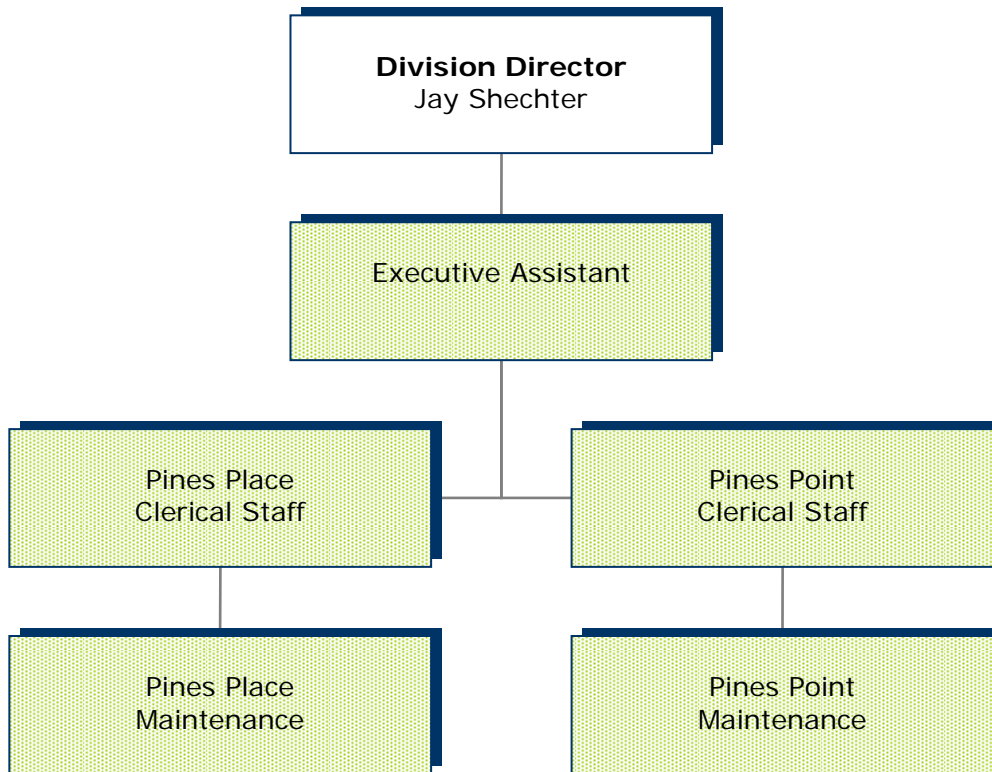 Division Director
Jay Shechter
Executive Assistant
Pines Place
Clerical Staff
Pines Point
Clerical Staff
Pines Place
Maintenance
Pines Point
Maintenance